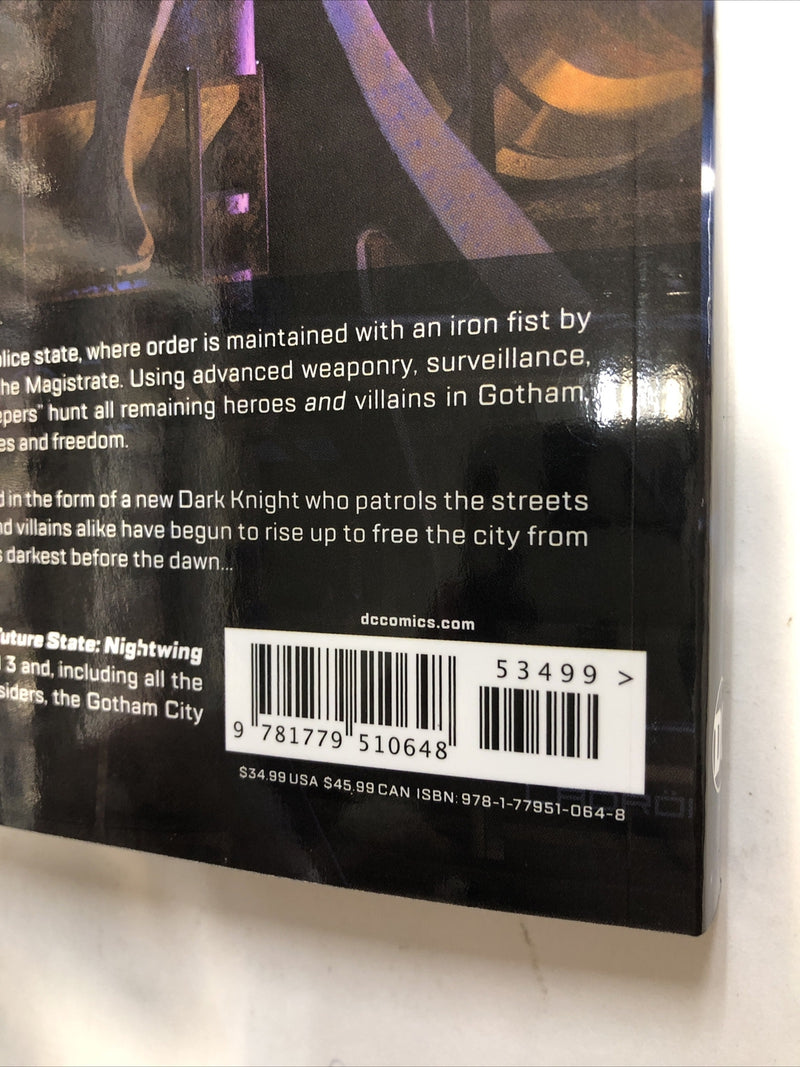 lice state, where order is maintained with an iron fist by
he Magistrate. Using advanced weaponry, surveillance,
epers" hunt all remaining heroes and villains in Gotham,
es and freedom.
d in the form of a new Dark Knight who patrols the streets
nd villains alike have begun to rise up to free the city from
s darkest before the dawn...
uture State: Nightwing
l 3 and, including all the
siders, the Gotham City
dccomics.com
53499 >
9 781779 510648
$34.99 USA $45.99 CAN ISBN: 978-1-77951-064-8